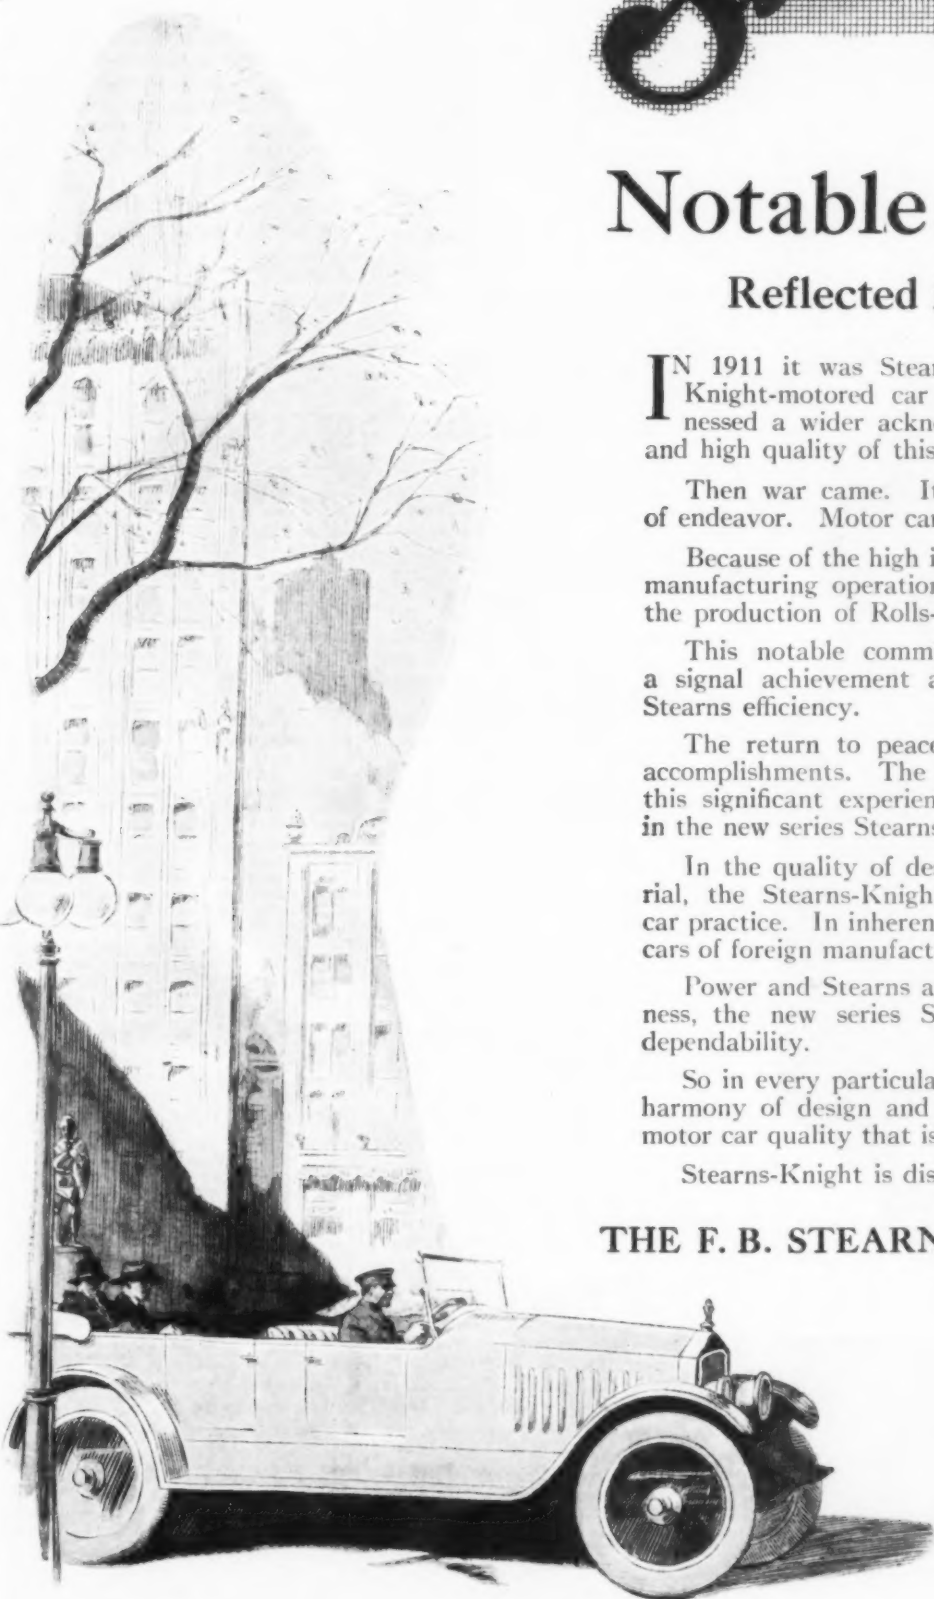 Notable
Reflected
IN 1911 it was Stear
Knight-motored car
nessed a wider ackn
and high quality of this
Then war came. I
of endeavor. Motor car
Because of the high i
manufacturing operation
the production of Rolls-
This notable comm
a signal achievement a
Stearns efficiency.
The return to peace
accomplishments. The
this significant experien
in the new series Stearns
In the quality of de
rial, the Stearns-Knigh
car practice. In inheren
cars of foreign manufact
Power and Stearns a
ness, the new series S
dependability.
So in every particula
harmony of design and
motor car quality that is
Stearns-Knight is dis
THE F. B. STEARN